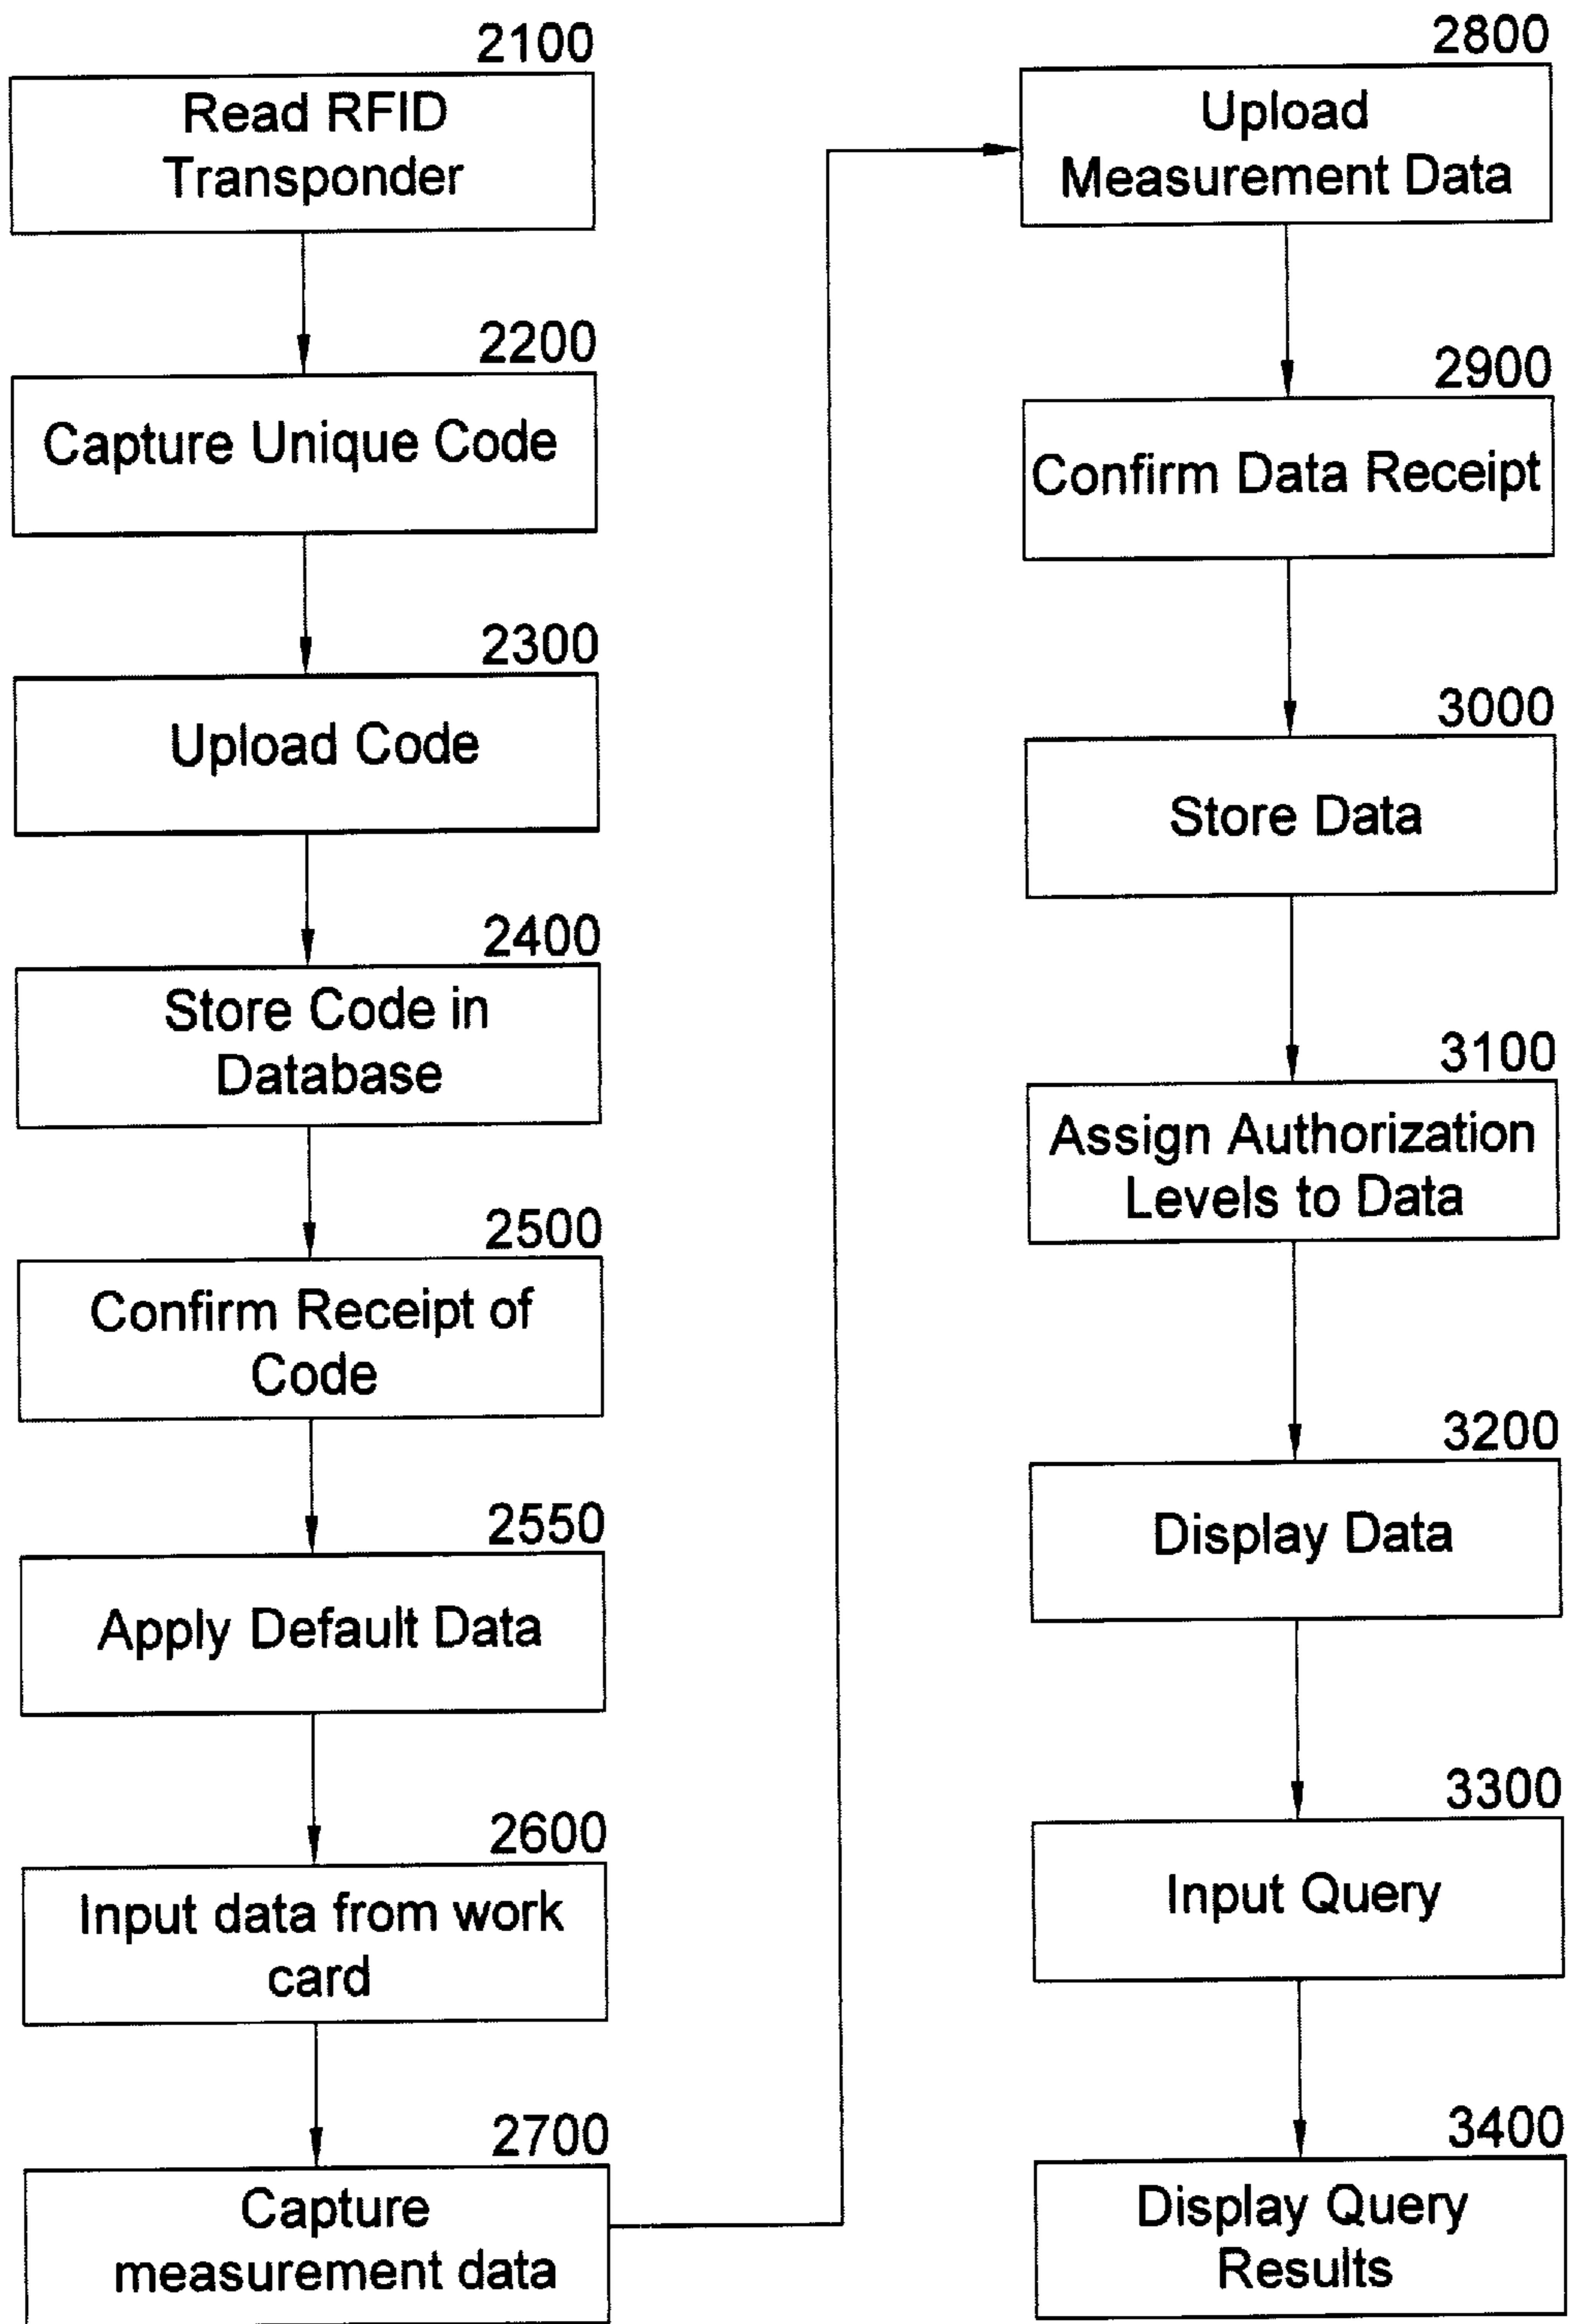 2100
Read RFID
Transponder
2200
Capture Unique Code
2300
Upload Code
2400
Store Code in
Database
2500
Confirm Receipt of
Code
2550
Apply Default Data
2600
Input data from work
card
2700
Capture
measurement data
2800
Upload
Measurement Data
2900
Confirm Data Receipt
3000
Store Data
3100
Assign Authorization
Levels to Data
3200
Display Data
3300
Input Query
3400
Display Query
Results